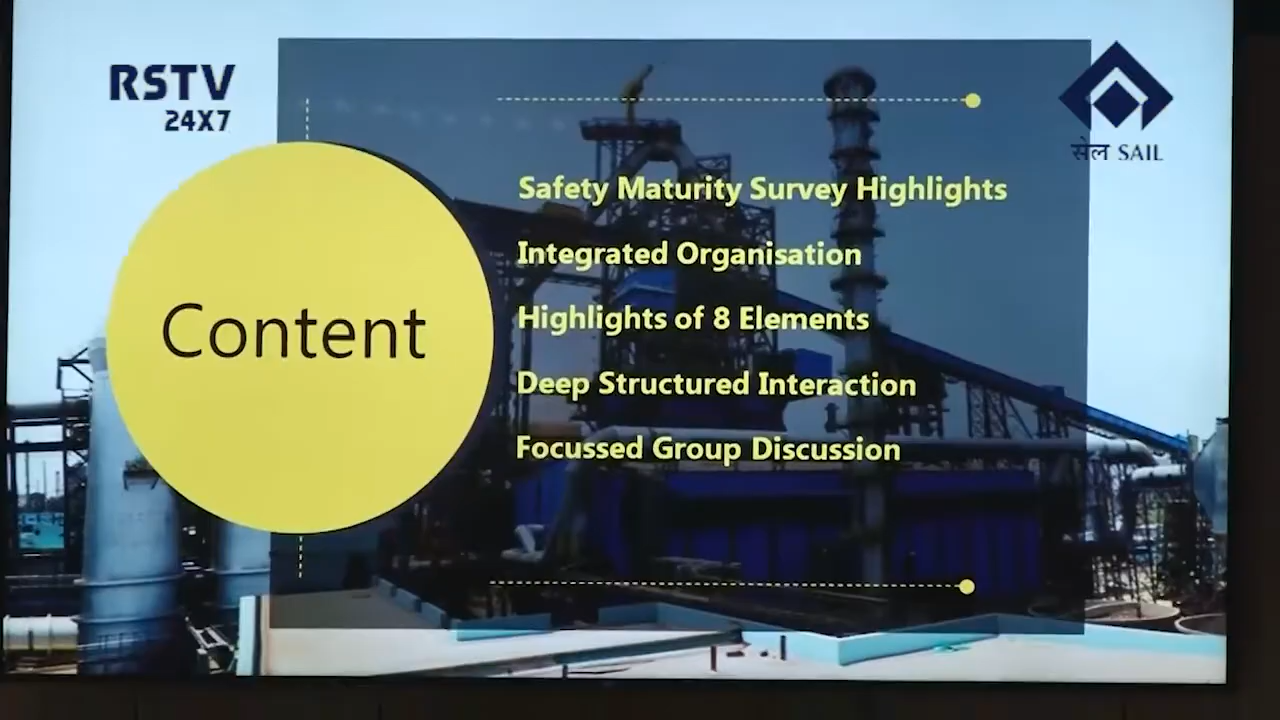 RSTV
24X7
सेल SAIL
Content
Safety Maturity Survey Highlights
Integrated Organisation
Highlights of 8 Elements
Deep Structured Interaction
Focussed Group Discussion